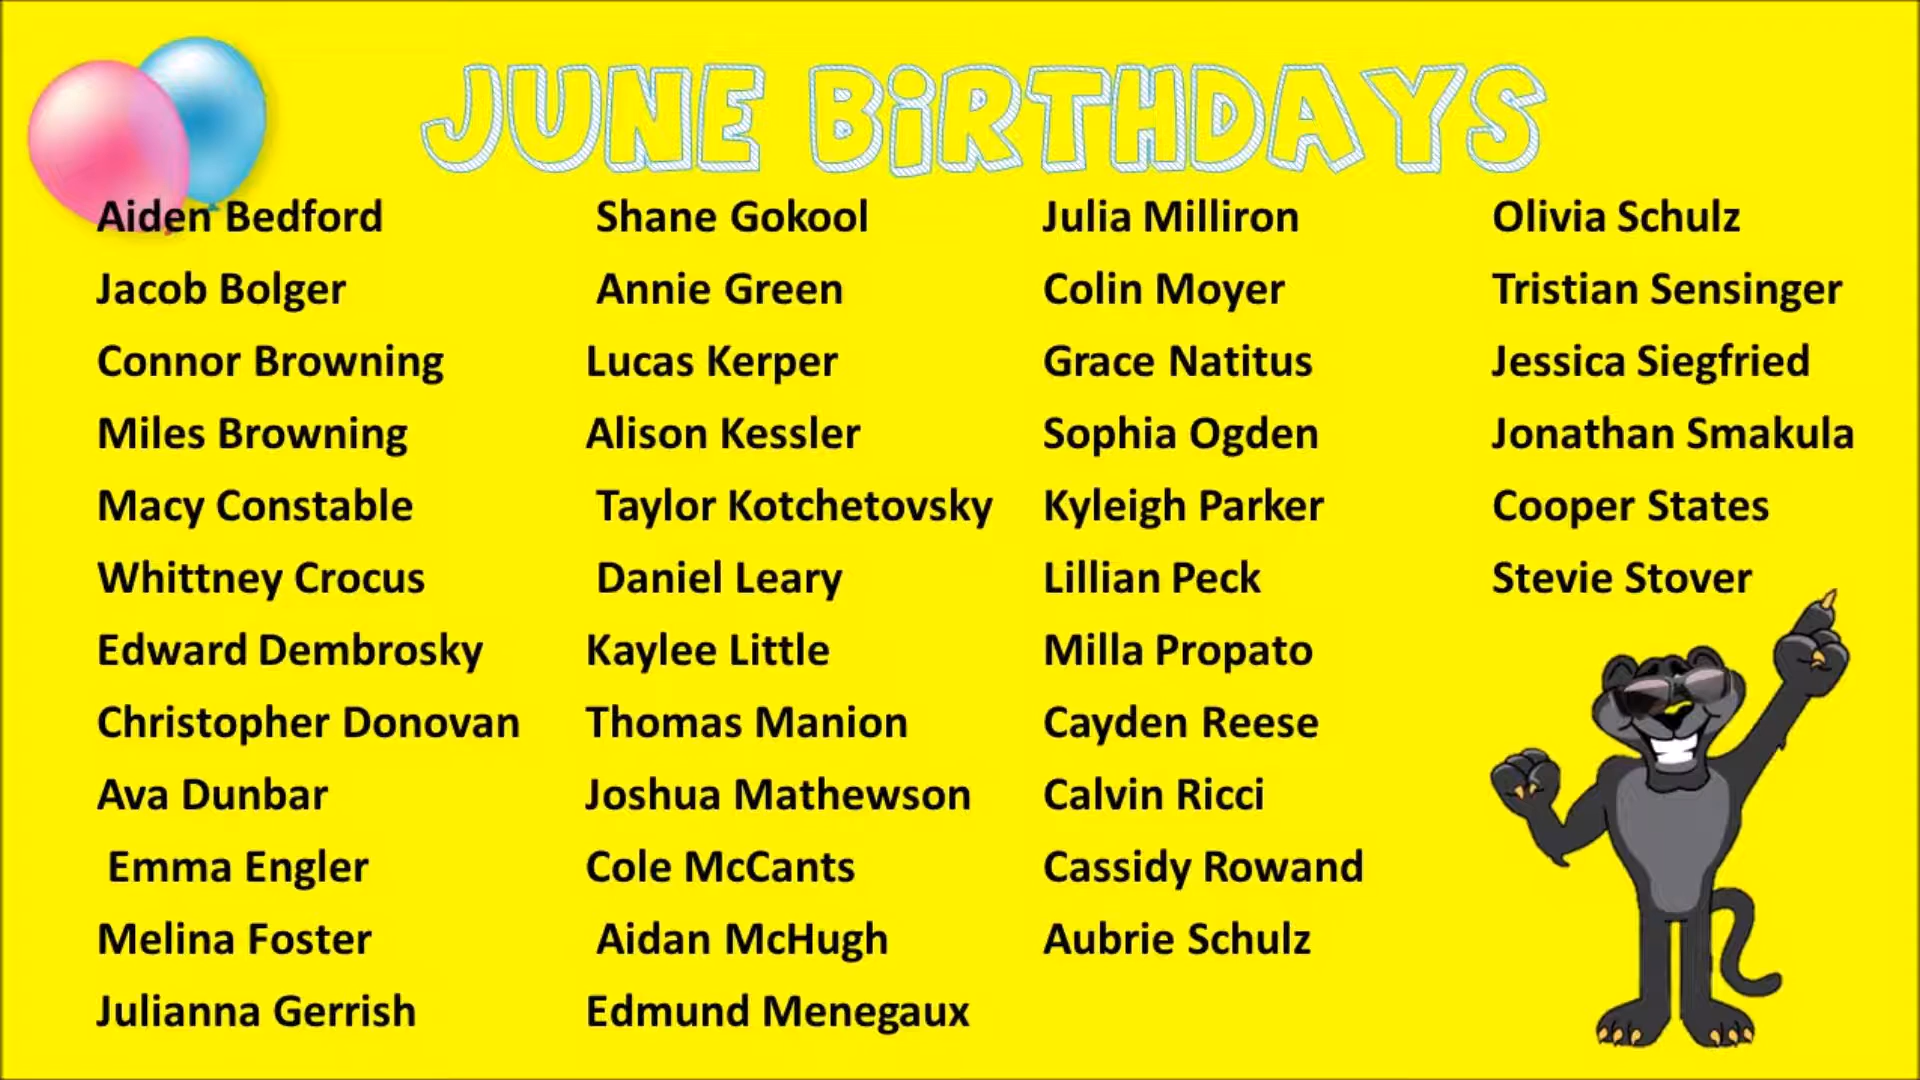 JUNE BiRTHDAYS
Aiden Bedford
Jacob Bolger
Connor Browning
Miles Browning
Macy Constable
Whittney Crocus
Edward Dembrosky
Christopher Donovan
Ava Dunbar
Emma Engler
Melina Foster
Julianna Gerrish
Shane Gokool
Annie Green
Lucas Kerper
Alison Kessler
Taylor Kotchetovsky
Daniel Leary
Kaylee Little
Thomas Manion
Joshua Mathewson
Cole McCants
Aidan McHugh
Edmund Menegaux
Julia Milliron
Colin Moyer
Grace Natitus
Sophia Ogden
Kyleigh Parker
Lillian Peck
Milla Propato
Cayden Reese
Calvin Ricci
Cassidy Rowand
Aubrie Schulz
Olivia Schulz
Tristian Sensinger
Jessica Siegfried
Jonathan Smakula
Cooper States
Stevie Stover